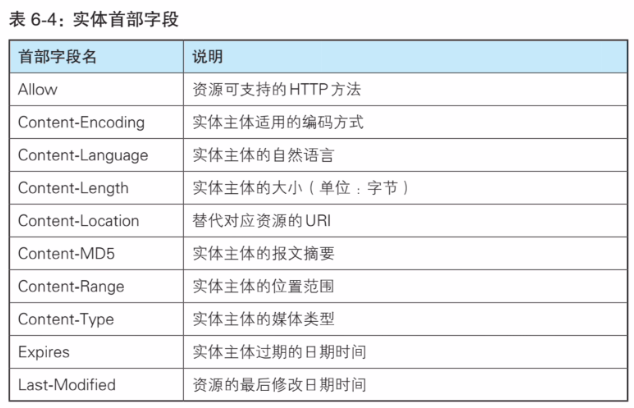 表 6-4：实体首部字段
首部字段名 说明
Allow 资源可支持的HTTP方法
Content-Encoding 实体主体适用的编码方式
Content-Language 实体主体的自然语言
Content-Length 实体主体的大小（单位：字节）
Content-Location 替代对应资源的URI
Content-MD5 实体主体的报文摘要
Content-Range 实体主体的位置范围
Content-Type 实体主体的媒体类型
Expires 实体主体过期的日期时间
Last-Modified 资源的最后修改日期时间